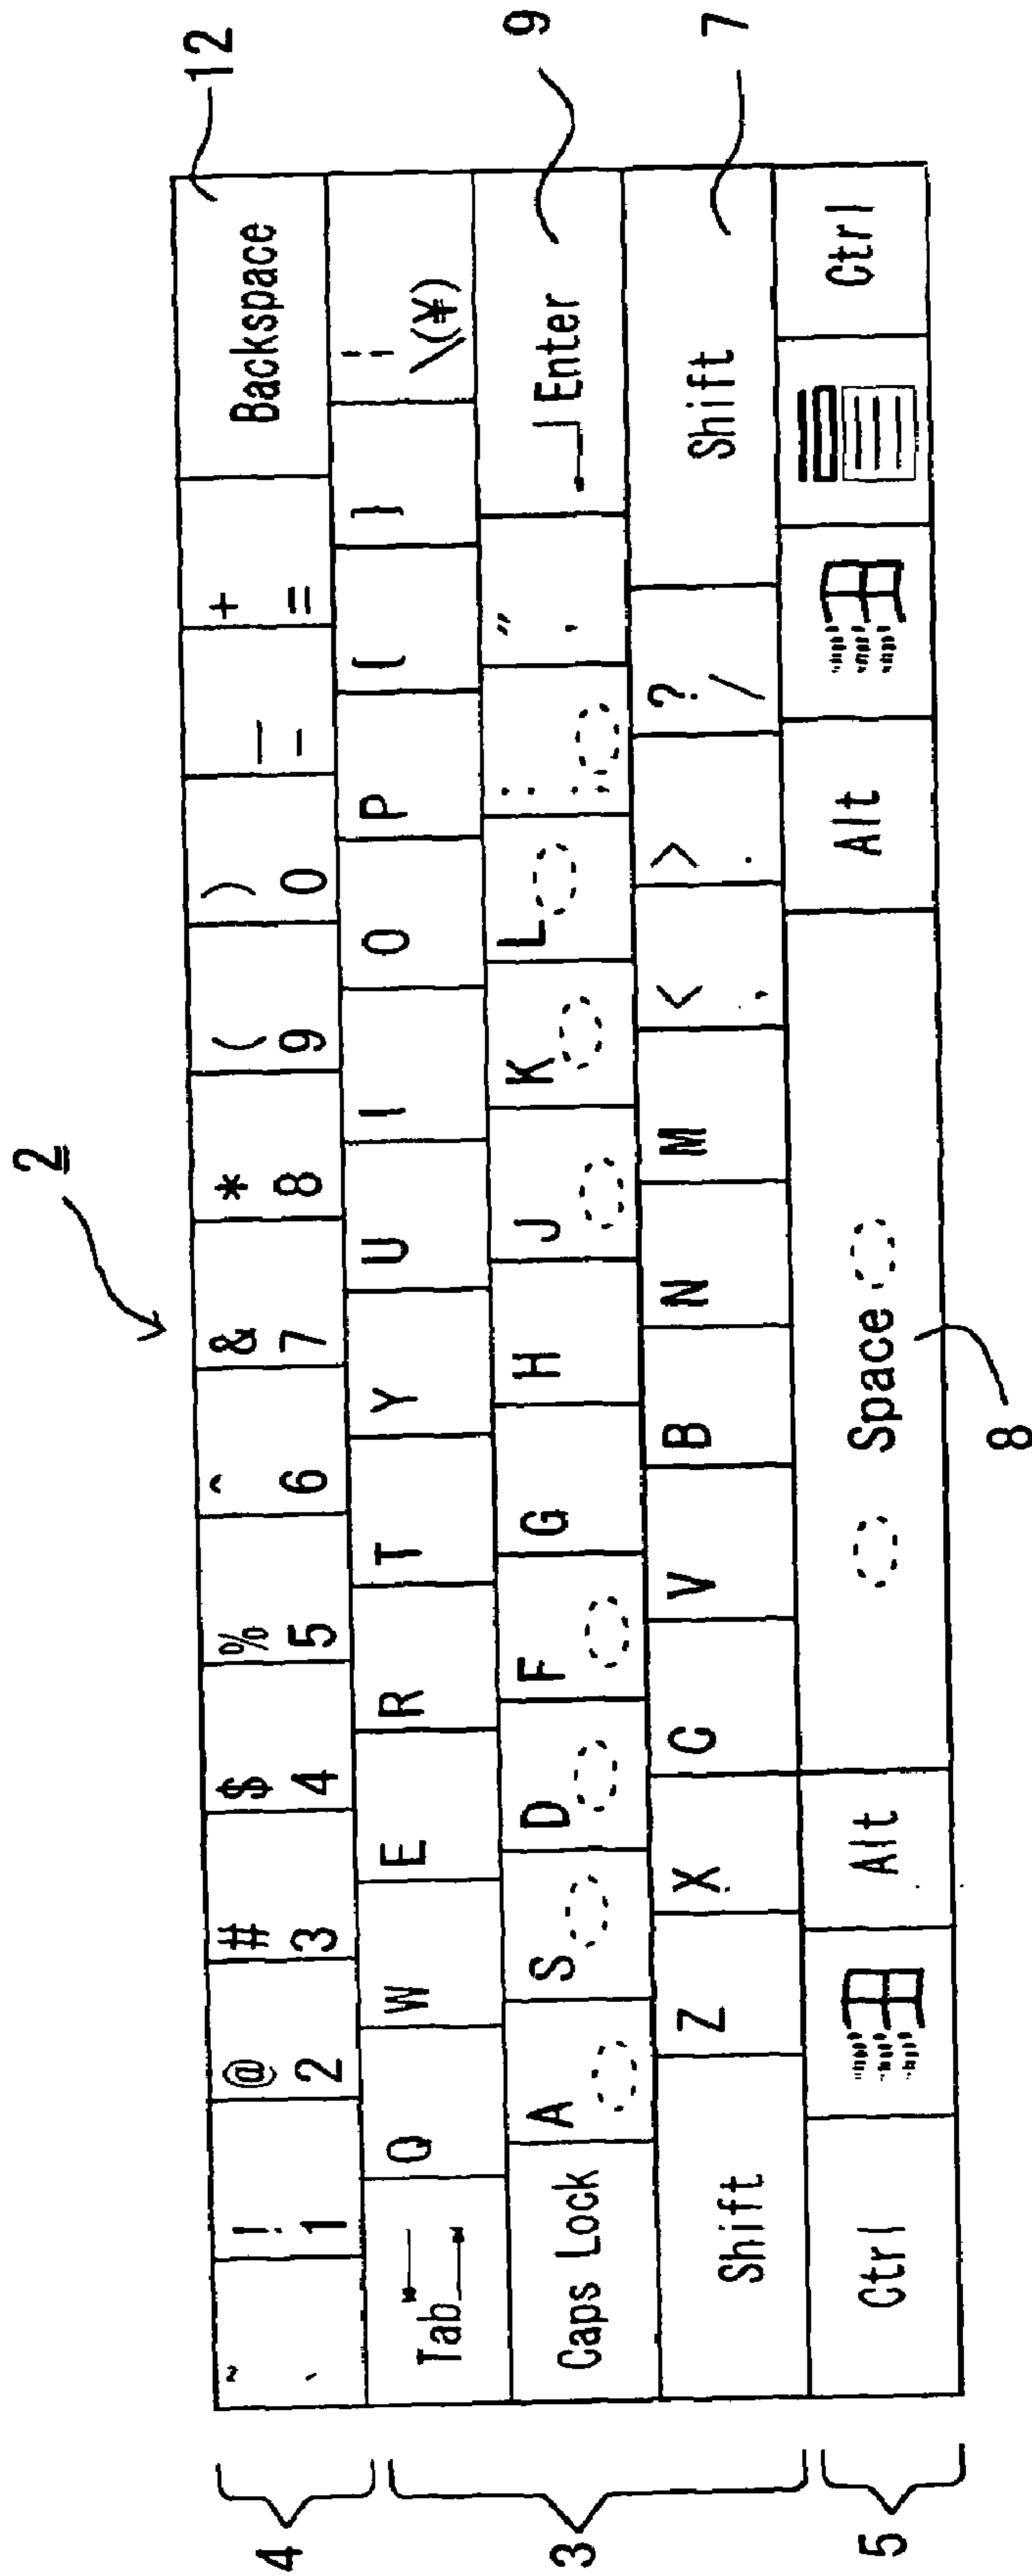 2
12
9
7
~ ! @ # $ % ^ & * ( ) _ + Backspace
` 1 2 3 4 5 6 7 8 9 0 - =
Tab Q W E R T Y U I O P { } ¦ \(¥)
Caps Lock A S D F G H J K L : ; " ' Enter
Shift Z X C V B N M < , > . ? / Shift
Ctrl Alt Space Alt Ctrl
4
3
5
8